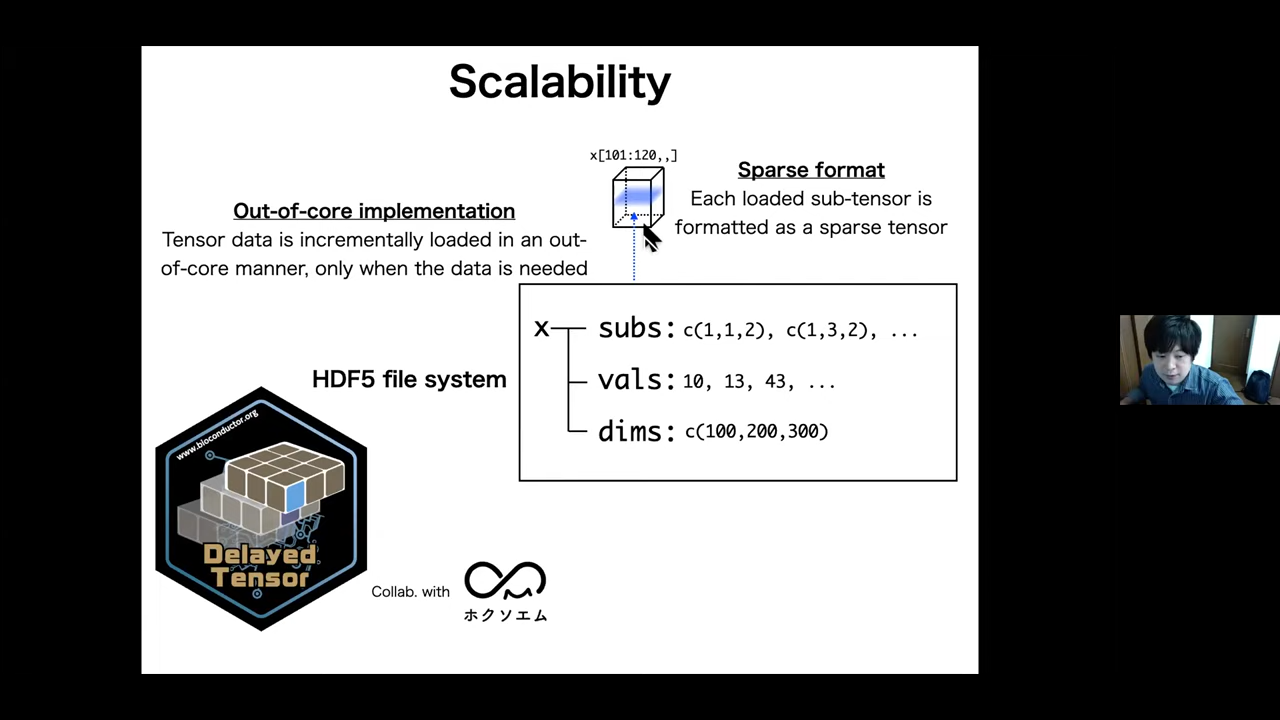 Scalability
x[101:120,,]
Sparse format
Each loaded sub-tensor is
formatted as a sparse tensor
Out-of-core implementation
Tensor data is incrementally loaded in an out-
of-core manner, only when the data is needed
x
subs: c(1,1,2), c(1,3,2), ...
vals: 10, 13, 43, ...
dims: c(100,200,300)
HDF5 file system
www.bioconductor.org
Delayed
Tensor
Collab. with
ホクソエム